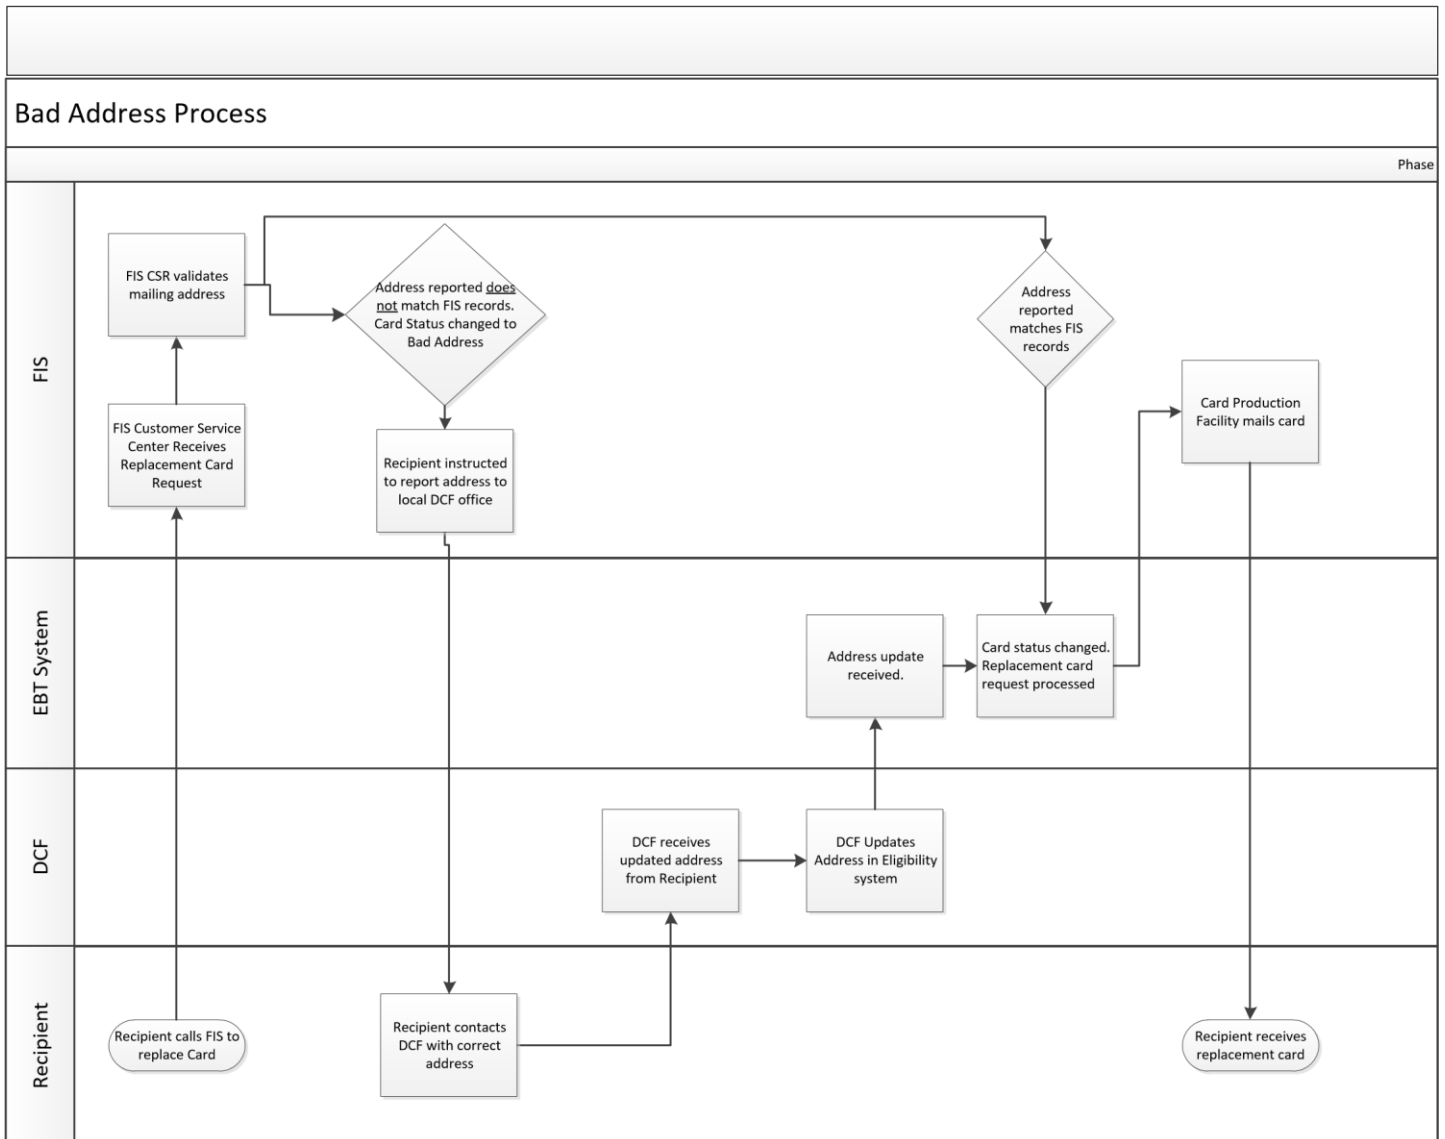 Bad Address Process
Phase
FIS
FIS CSR validates
mailing address
Address reported does
not match FIS records.
Card Status changed to
Bad Address
Address
reported
matches FIS
records
Card Production
Facility mails card
FIS Customer Service
Center Receives
Replacement Card
Request
Recipient instructed
to report address to
local DCF office
EBT System
Address update
received.
Card status changed.
Replacement card
request processed
DCF
DCF receives
updated address
from Recipient
DCF Updates
Address in Eligibility
system
Recipient
Recipient calls FIS to
replace Card
Recipient contacts
DCF with correct
address
Recipient receives
replacement card